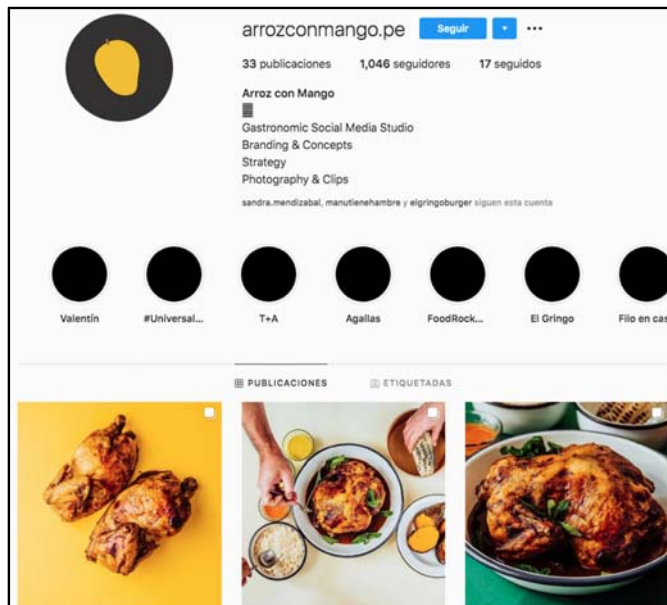 arrozconmango.pe Seguir
33 publicaciones 1,046 seguidores 17 seguidos
Arroz con Mango
Gastronomic Social Media Studio
Branding & Concepts
Strategy
Photography & Clips
sandra.mendizabal, manutienehambre y elgringoburger siguen esta cuenta
Valentín #Universal... T+A Agallas FoodRock... El Gringo Filo en cas
PUBLICACIONES ETIQUETADAS